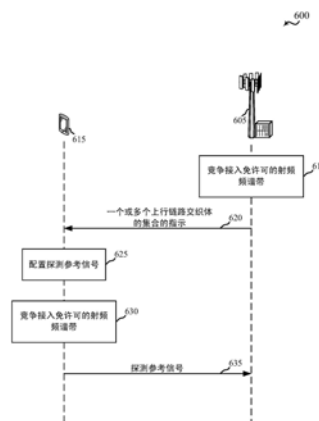 600
615
605
竞争接入免许可的射频
频谱带
61
一个或多个上行链路交织体
的集合的指示
620
配置探测参考信号
625
竞争接入免许可的射频
频谱带
630
探测参考信号
635